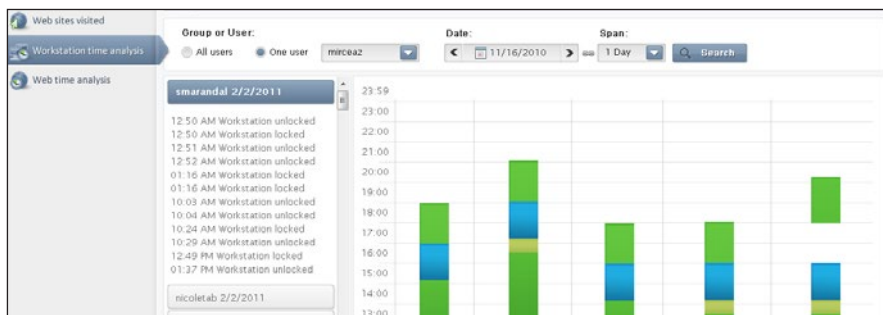 Web sites visited
Workstation time analysis
Web time analysis
Group or User:
All users
One user
mirceaz
Date:
11/16/2010
Span:
1 Day
Search
smarandal 2/2/2011
12:50 AM Workstation unlocked
12:50 AM Workstation locked
12:51 AM Workstation unlocked
12:52 AM Workstation unlocked
01:16 AM Workstation locked
01:16 AM Workstation locked
10:03 AM Workstation unlocked
10:04 AM Workstation unlocked
10:24 AM Workstation locked
10:29 AM Workstation unlocked
12:49 PM Workstation locked
01:37 PM Workstation unlocked
nicoletab 2/2/2011
23:59
23:00
22:00
21:00
20:00
19:00
18:00
17:00
16:00
15:00
14:00
13:00